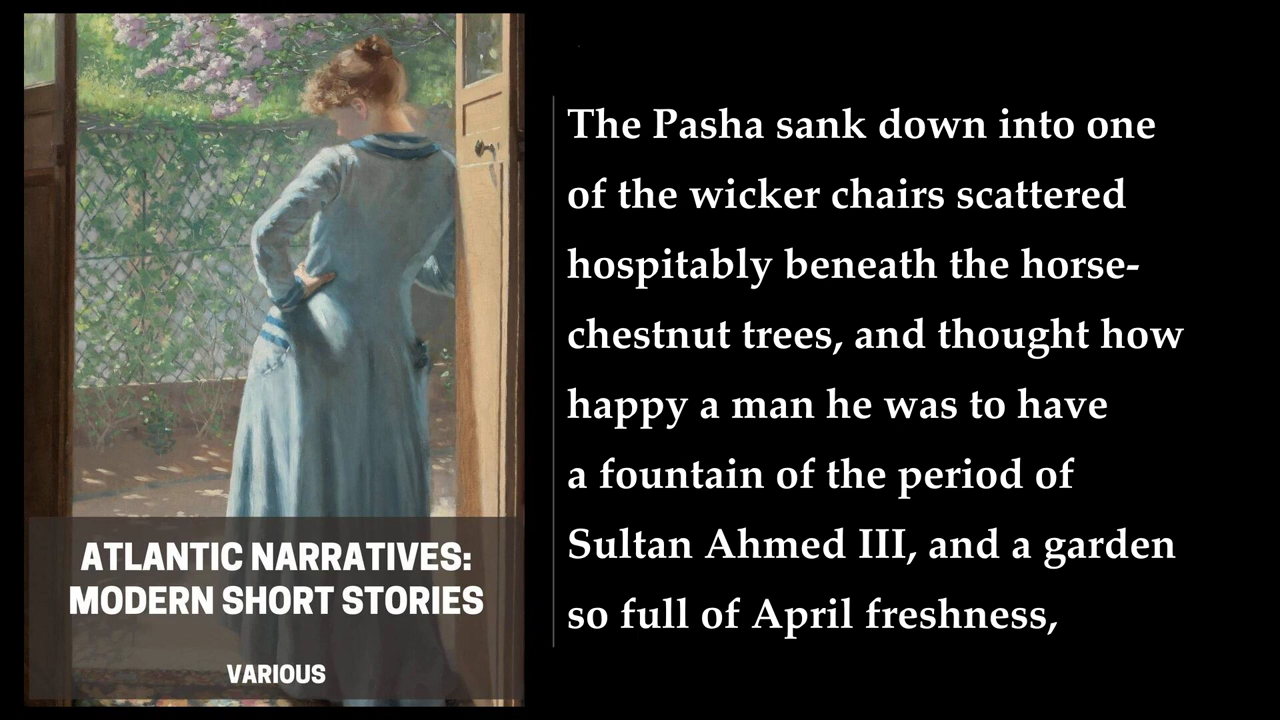 ATLANTIC NARRATIVES:
MODERN SHORT STORIES
VARIOUS
The Pasha sank down into one
of the wicker chairs scattered
hospitably beneath the horse-
chestnut trees, and thought how
happy a man he was to have
a fountain of the period of
Sultan Ahmed III, and a garden
so full of April freshness,